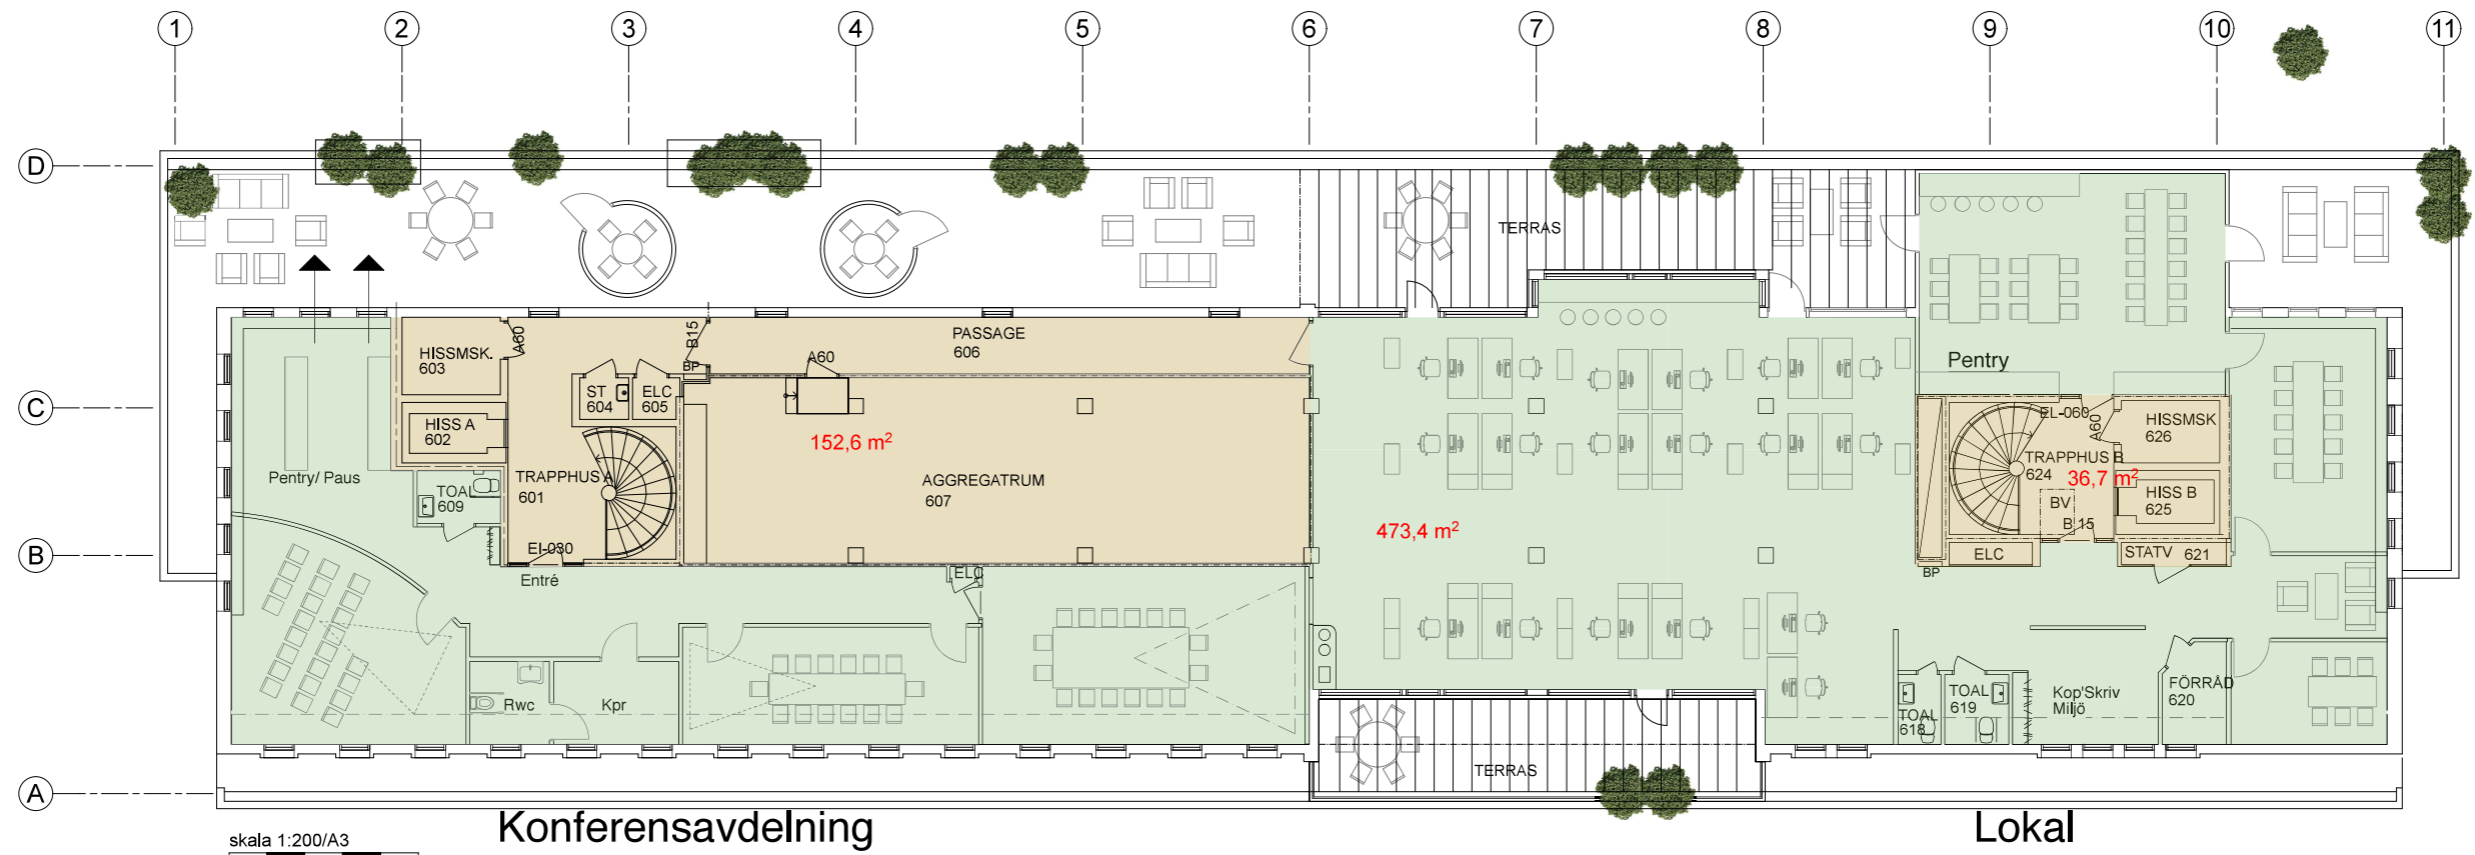 1 2 3 4 5 6 7 8 9 10 11
D
TERRAS
B15
A60
PASSAGE
606
HISSMSK.
603
A60
BP
Pentry
ST
604
ELC
605
C
HISS A
602
EL-060
A60
HISSMSK
626
152,6 m²
TRAPPHUS B
624
36,7 m²
Pentry/ Paus
TRAPPHUS A
601
AGGREGATRUM
607
TOAL
609
HISS B
625
BV
B 15
473,4 m²
B
EI-030
ELC
STATV 621
Entré
ELC
BP
Rwc
Kpr
TOAL
618
TOAL
619
Kop'Skriv
Miljö
FÖRRÅD
620
TERRAS
A
Konferensavdelning
Lokal
skala 1:200/A3